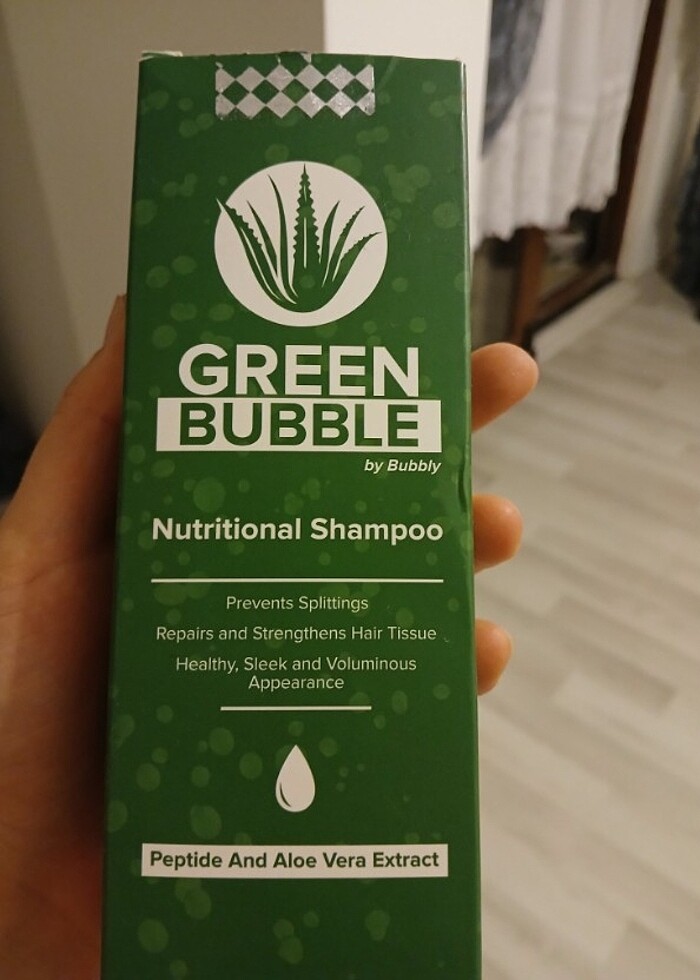 GREEN
BUBBLE
by Bubbly
Nutritional Shampoo
Prevents Splittings
Repairs and Strengthens Hair Tissue
Healthy, Sleek and Voluminous
Appearance
Peptide And Aloe Vera Extract